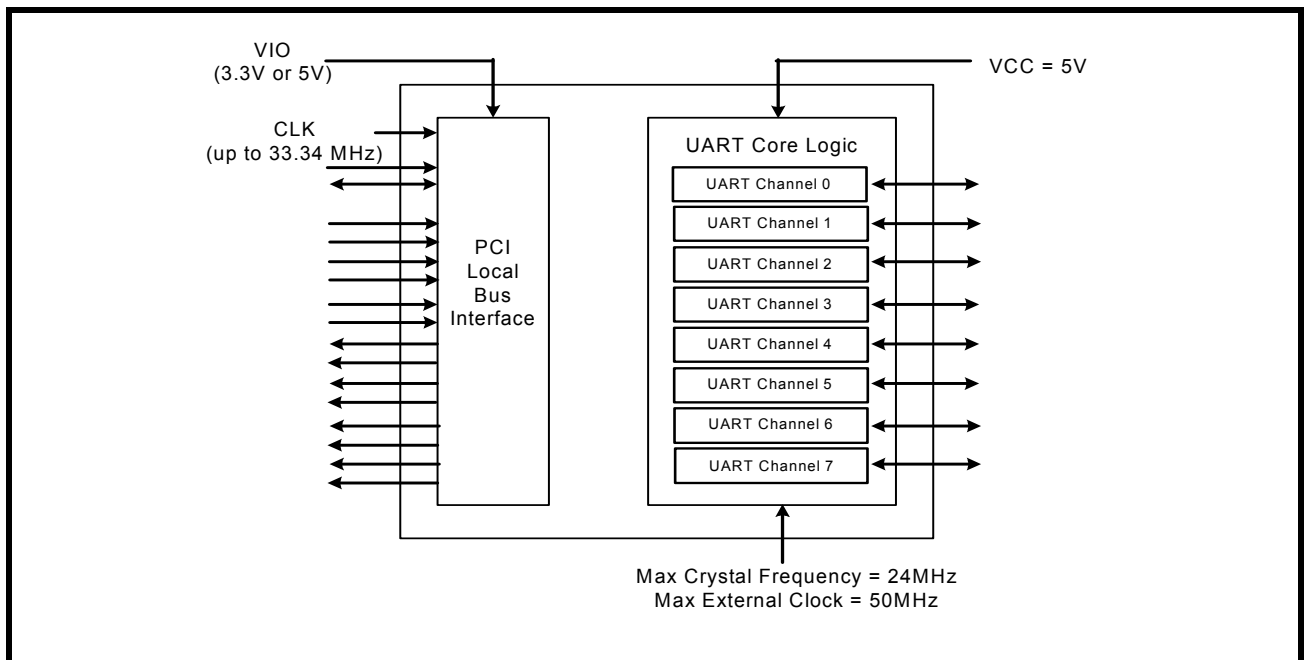 VIO
(3.3V or 5V)
VCC = 5V
CLK
(up to 33.34 MHz)
PCI
Local
Bus
Interface
UART Core Logic
UART Channel 0
UART Channel 1
UART Channel 2
UART Channel 3
UART Channel 4
UART Channel 5
UART Channel 6
UART Channel 7
Max Crystal Frequency = 24MHz
Max External Clock = 50MHz